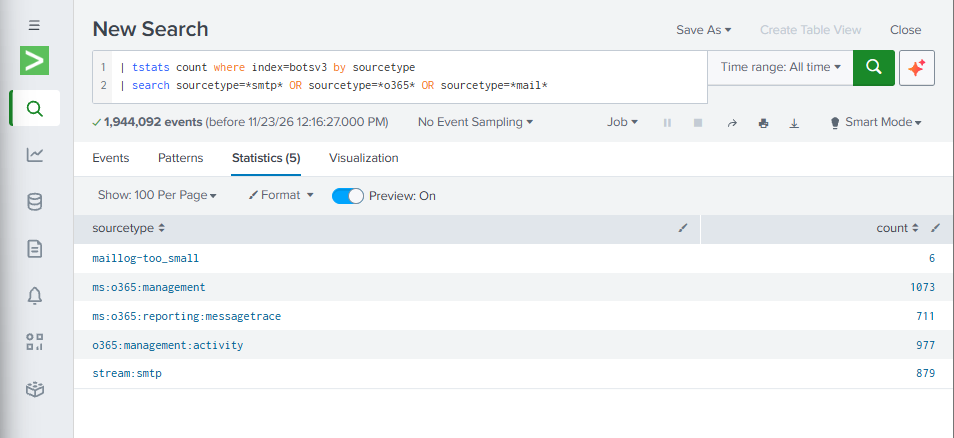 New Search
Save As
Create Table View
Close
1 | tstats count where index=botsv3 by sourcetype
2 | search sourcetype=*smtp* OR sourcetype=*o365* OR sourcetype=*mail*
Time range: All time
1,944,092 events (before 11/23/26 12:16:27.000 PM)
No Event Sampling
Job
Smart Mode
Events
Patterns
Statistics (5)
Visualization
Show: 100 Per Page
Format
Preview: On
sourcetype count
maillog-too_small 6
ms:o365:management 1073
ms:o365:reporting:messagetrace 711
o365:management:activity 977
stream:smtp 879